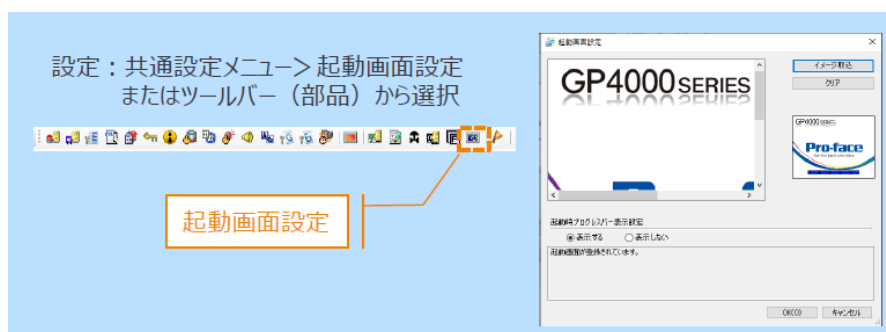 設定：共通設定メニュー＞起動画面設定
またはツールバー（部品）から選択
起動画面設定
起動画面設定
GP4000 SERIES
イメージ取込
クリア
GP4000 SERIES
Pro-face
起動時プログレスバー表示設定
表示する 表示しない
起動画面が登録されています。
OK(O) キャンセル